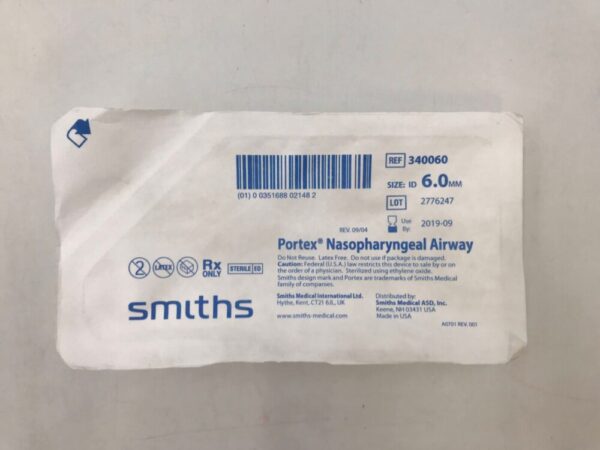 REF 340060
(01) 0 0351688 02148 2
SIZE: ID 6.0MM
LOT 2776247
Use By: 2019-09
REV. 09/04
Portex® Nasopharyngeal Airway
Do Not Reuse. Latex Free. Do not use if package is damaged.
Caution: Federal (U.S.A.) law restricts this device to sale by or on
the order of a physician. Sterilized using ethylene oxide.
Smiths design mark and Portex are trademarks of Smiths Medical
family of companies.
2 LATEX Rx ONLY STERILE EO
smiths
Smiths Medical International Ltd.
Hythe, Kent, CT21 6JL, UK
www.smiths-medical.com
Distributed by:
Smiths Medical ASD, Inc.
Keene, NH 03431 USA
Made in USA
A0701 REV. 001